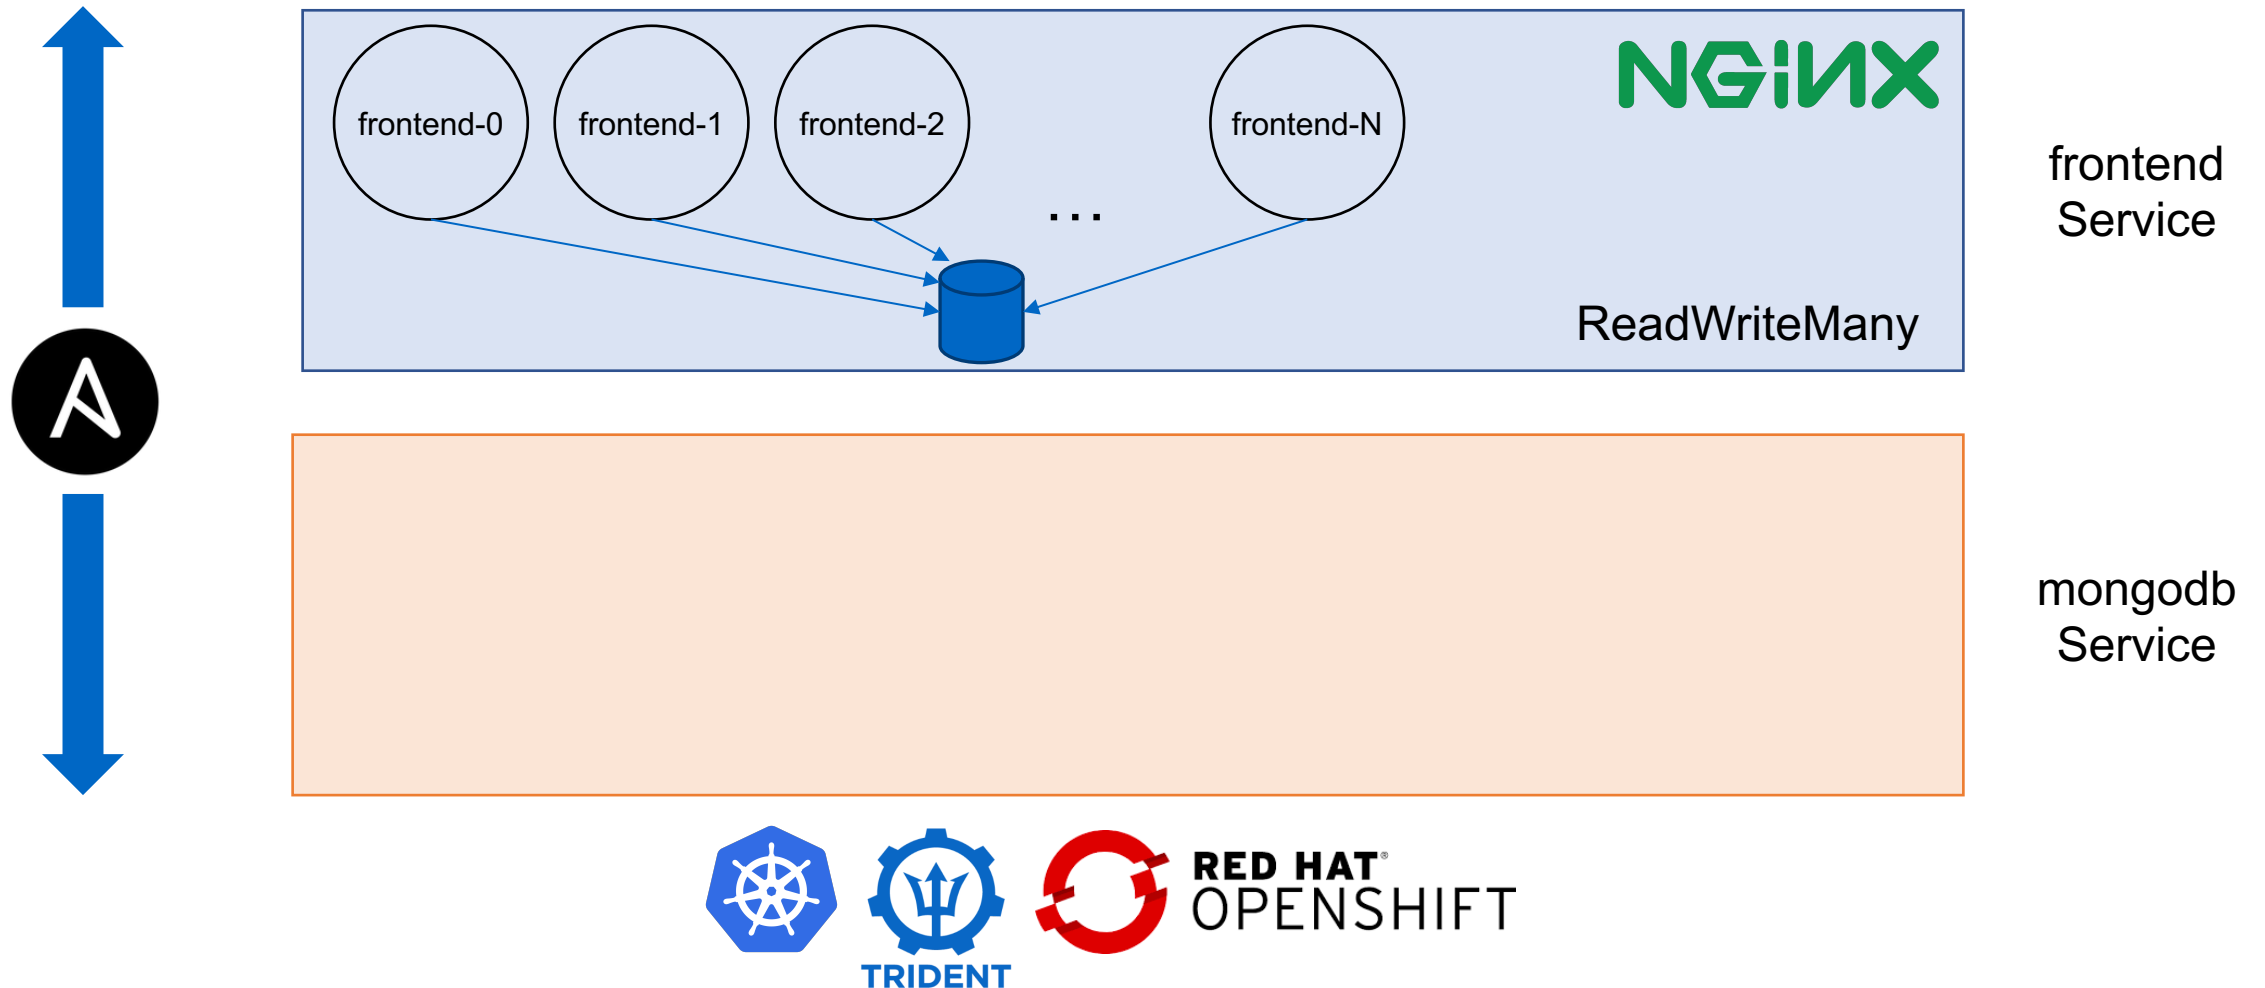 frontend-0
frontend-1
frontend-2
...
frontend-N
NGiNX
frontend
Service
ReadWriteMany
mongodb
Service
TRIDENT
RED HAT®
OPENSHIFT